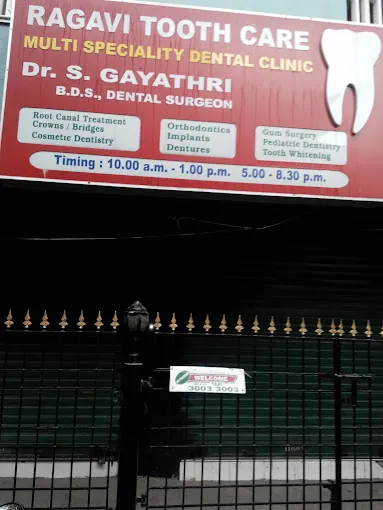 RAGAVI TOOTH CARE
MULTI SPECIALITY DENTAL CLINIC
Dr. S. GAYATHRI
B.D.S., DENTAL SURGEON
Root Canal Treatment
Crowns / Bridges
Cosmetic Dentistry
Orthodontics
Implants
Dentures
Gum Surgery
Pediatric Dentistry
Tooth Whitening
Timing : 10.00 a.m. - 1.00 p.m. 5.00 - 8.30 p.m.
WELCOME
3003 3003